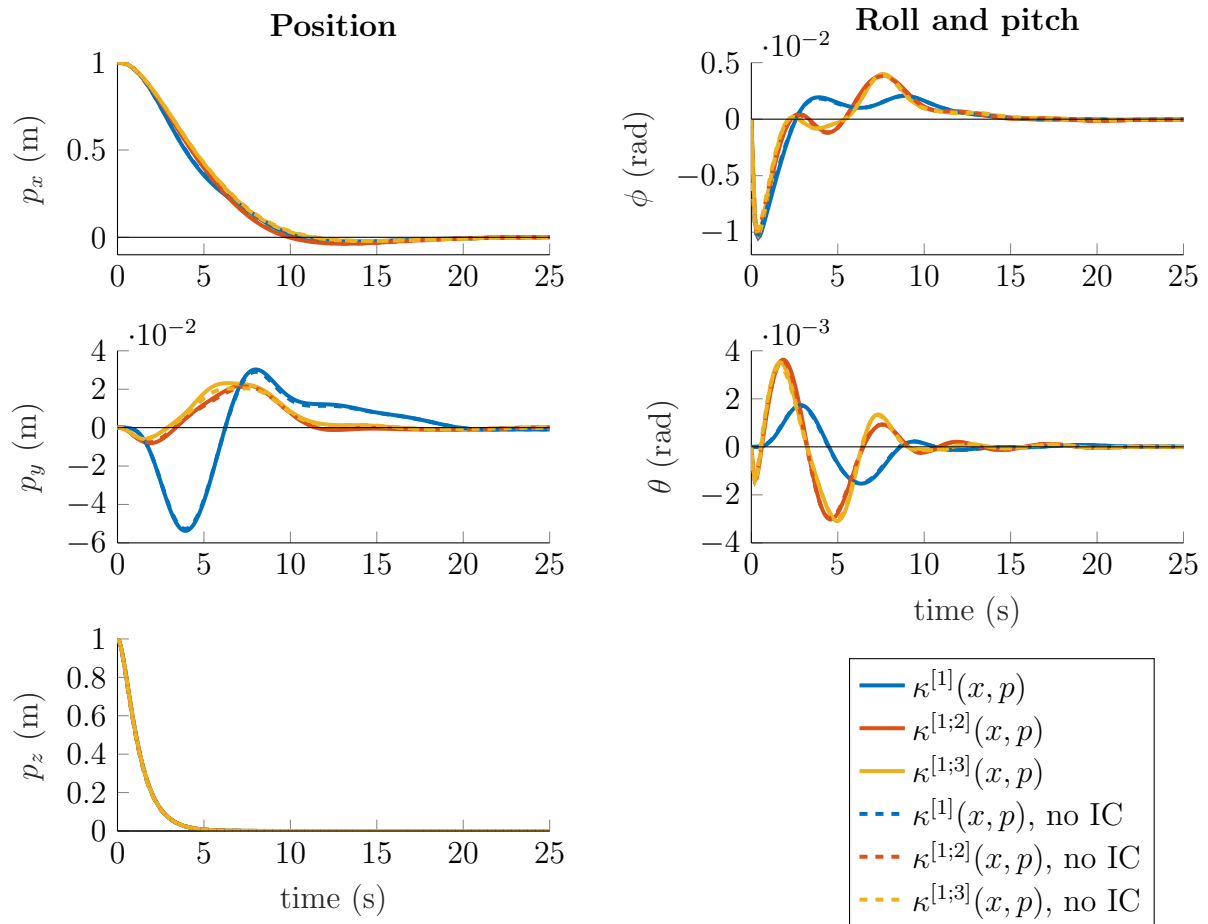 Position
1
0.5
0
0 5 10 15 20 25
p_x (m)
Roll and pitch
·10^−2
0.5
0
−0.5
−1
0 5 10 15 20 25
ϕ (rad)
·10^−2
4
2
0
−2
−4
−6
0 5 10 15 20 25
p_y (m)
·10^−3
4
2
0
−2
−4
0 5 10 15 20 25
θ (rad)
time (s)
1
0.8
0.6
0.4
0.2
0
0 5 10 15 20 25
p_z (m)
time (s)
κ^[1](x, p)
κ^[1;2](x, p)
κ^[1;3](x, p)
κ^[1](x, p), no IC
κ^[1;2](x, p), no IC
κ^[1;3](x, p), no IC